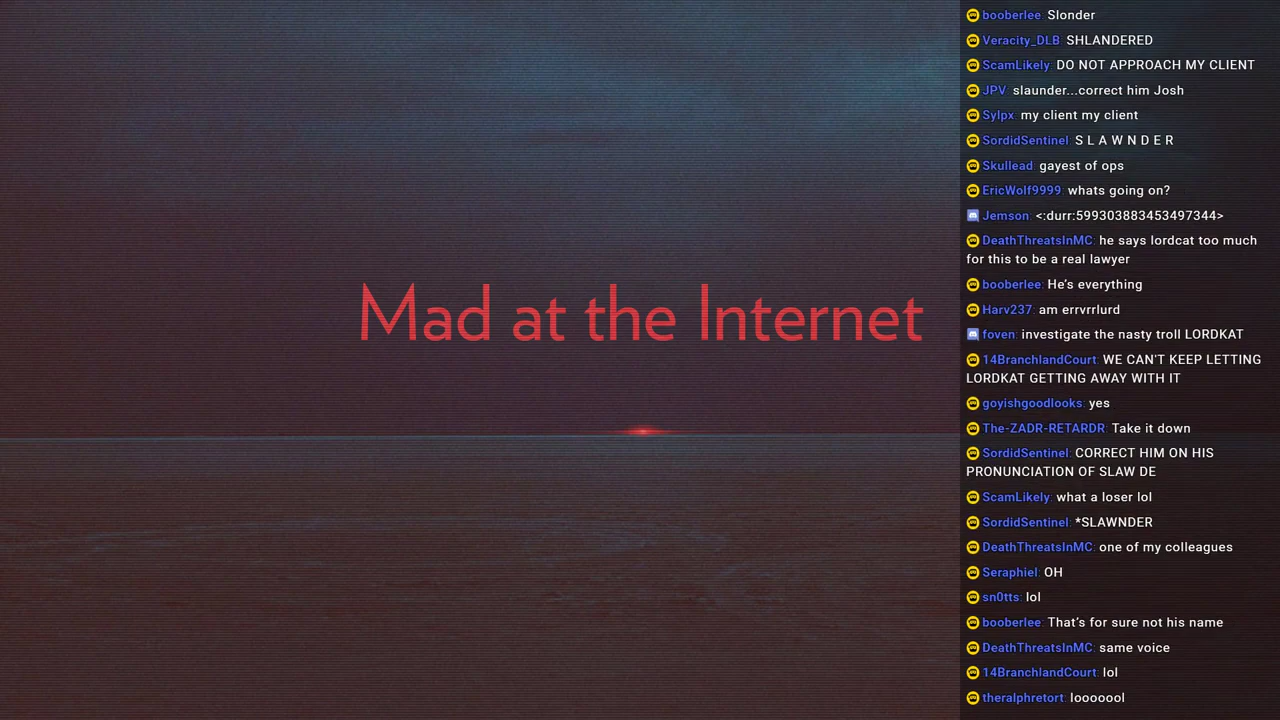 booberlee: Slonder
Veracity_DLB: SHLANDERED
ScamLikely: DO NOT APPROACH MY CLIENT
JPV: slaunder...correct him Josh
Sylpx: my client my client
SordidSentinel: S L A W N D E R
Skullead: gayest of ops
EricWolf9999: whats going on?
Jemson: <:durr:599303883453497344>
DeathThreatsInMC: he says lordcat too much
for this to be a real lawyer
booberlee: He's everything
Harv237: am errvrrlurd
foven: investigate the nasty troll LORDKAT
14BranchlandCourt: WE CAN'T KEEP LETTING
LORDKAT GETTING AWAY WITH IT
goyishgoodlooks: yes
The-ZADR-RETARDR: Take it down
SordidSentinel: CORRECT HIM ON HIS
PRONUNCIATION OF SLAW DE
ScamLikely: what a loser lol
SordidSentinel: *SLAWNDER
DeathThreatsInMC: one of my colleagues
Seraphiel: OH
sn0tts: lol
booberlee: That's for sure not his name
DeathThreatsInMC: same voice
14BranchlandCourt: lol
theralphretort: looooool
Mad at the Internet